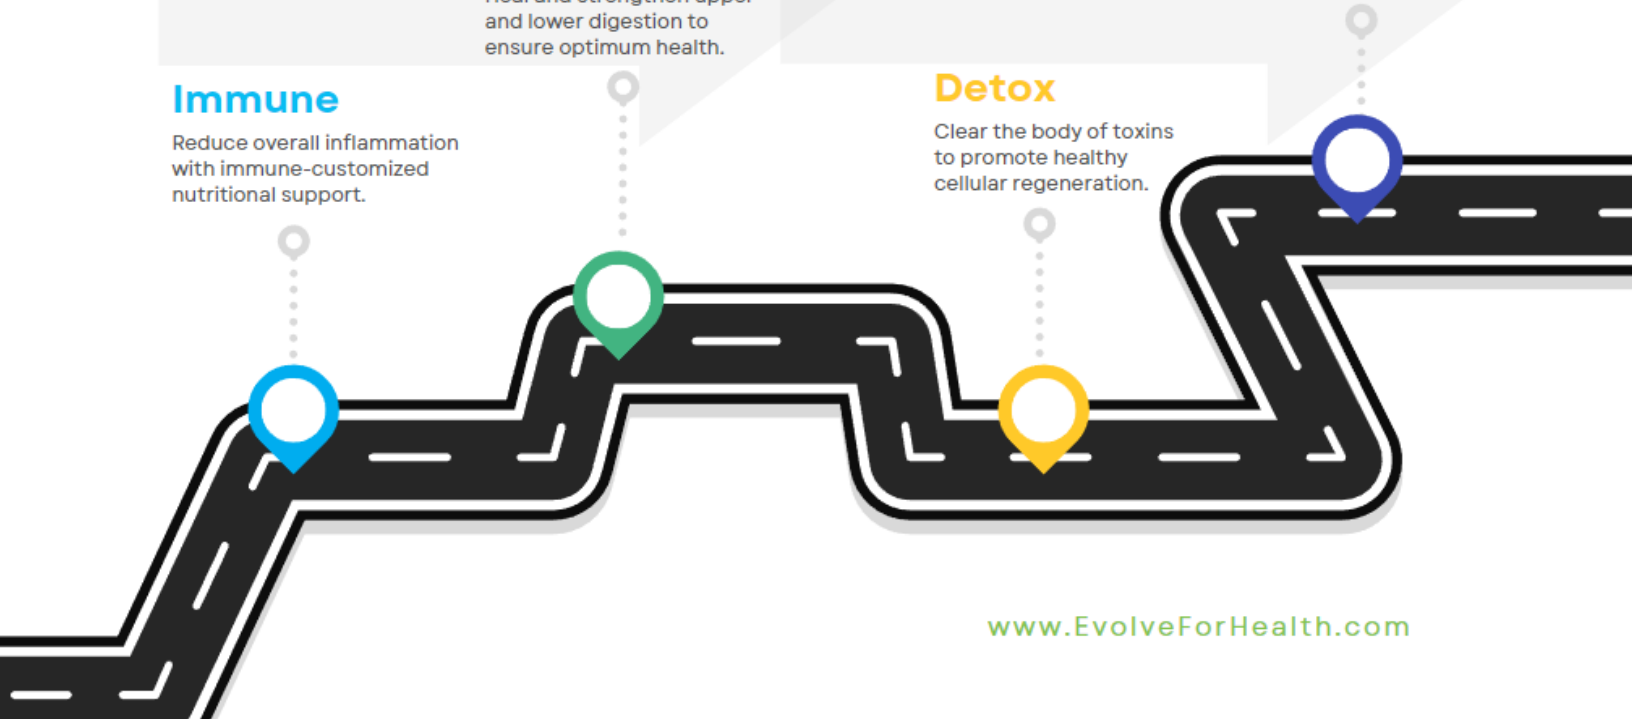 and lower digestion to
ensure optimum health.
Immune
Reduce overall inflammation
with immune-customized
nutritional support.
Detox
Clear the body of toxins
to promote healthy
cellular regeneration.
www.EvolveForHealth.com